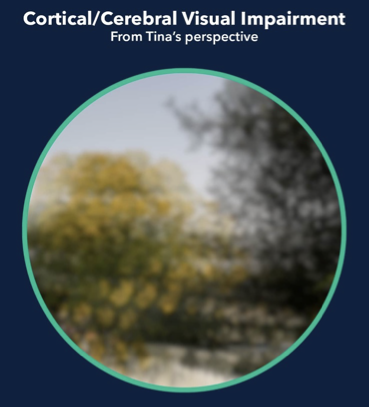 Cortical/Cerebral Visual Impairment
From Tina's perspective